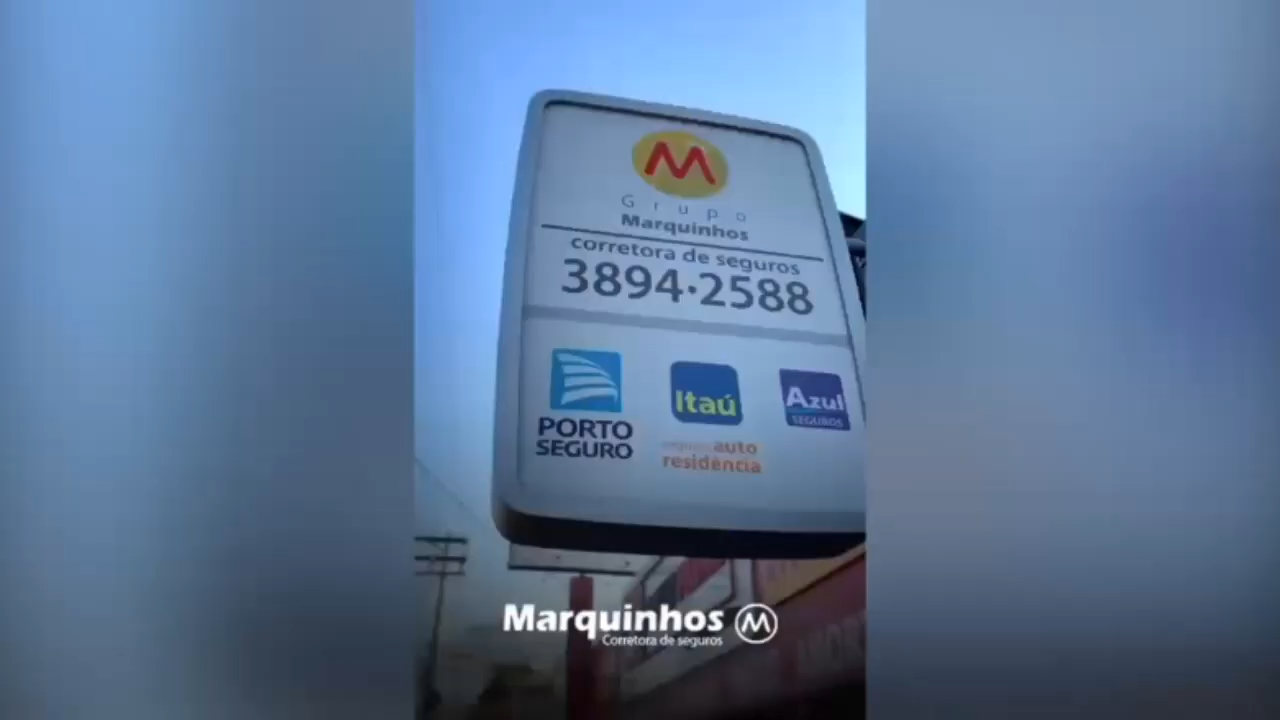 M
Grupo
Marquinhos
corretora de seguros
3894·2588
PORTO
SEGURO
Itaú
auto
residência
Azul
SEGUROS
Marquinhos M
Corretora de seguros